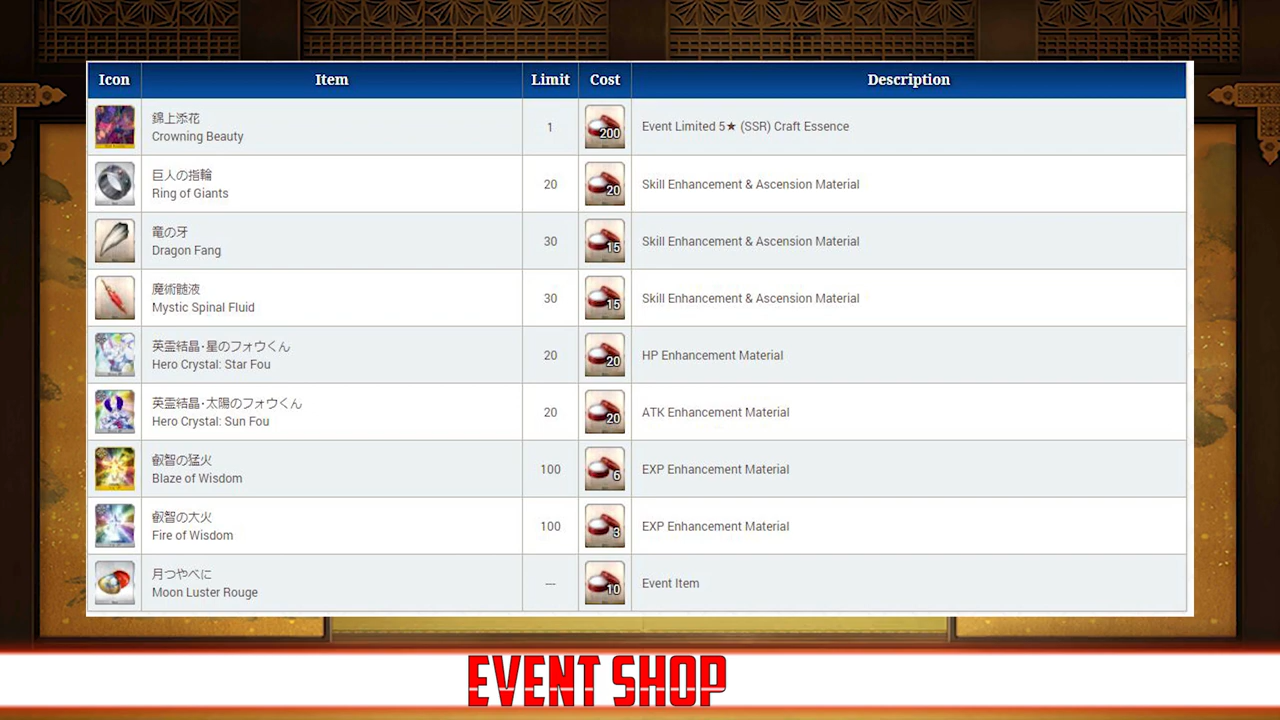 Icon Item Limit Cost Description
錦上添花
Crowning Beauty
1 200 Event Limited 5★ (SSR) Craft Essence
巨人の指輪
Ring of Giants
20 20 Skill Enhancement & Ascension Material
竜の牙
Dragon Fang
30 15 Skill Enhancement & Ascension Material
魔術髄液
Mystic Spinal Fluid
30 15 Skill Enhancement & Ascension Material
英霊結晶･星のフォウくん
Hero Crystal: Star Fou
20 20 HP Enhancement Material
英霊結晶･太陽のフォウくん
Hero Crystal: Sun Fou
20 20 ATK Enhancement Material
叡智の猛火
Blaze of Wisdom
100 6 EXP Enhancement Material
叡智の大火
Fire of Wisdom
100 3 EXP Enhancement Material
月つやべに
Moon Luster Rouge
— 10 Event Item
EVENT SHOP